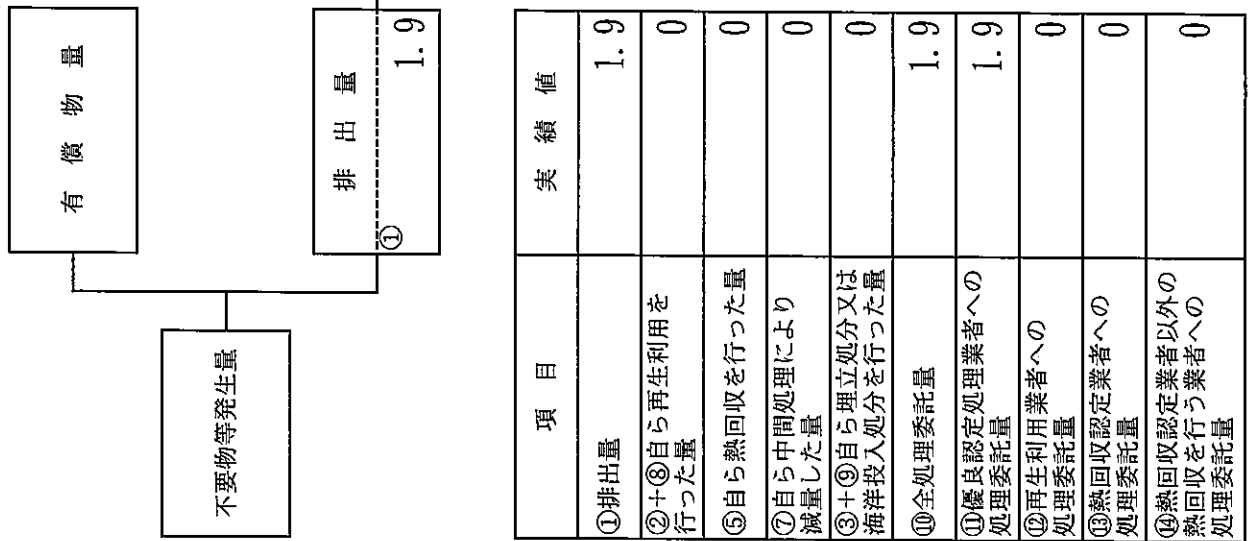 有償物量
不要物等発生量
排出量
① 1.9
項目 実績値
①排出量 1.9
②+⑧自ら再生利用を
行った量 0
⑤自ら熱回収を行った量 0
⑦自ら中間処理により
減量した量 0
③+⑨自ら埋立処分又は
海洋投入処分を行った量 0
⑩全処理委託量 1.9
⑪優良認定処理業者への
処理委託量 1.9
⑫再生利用業者への
処理委託量 0
⑬熱回収認定業者への
処理委託量 0
⑭熱回収認定業者以外の
熱回収を行う業者への
処理委託量 0